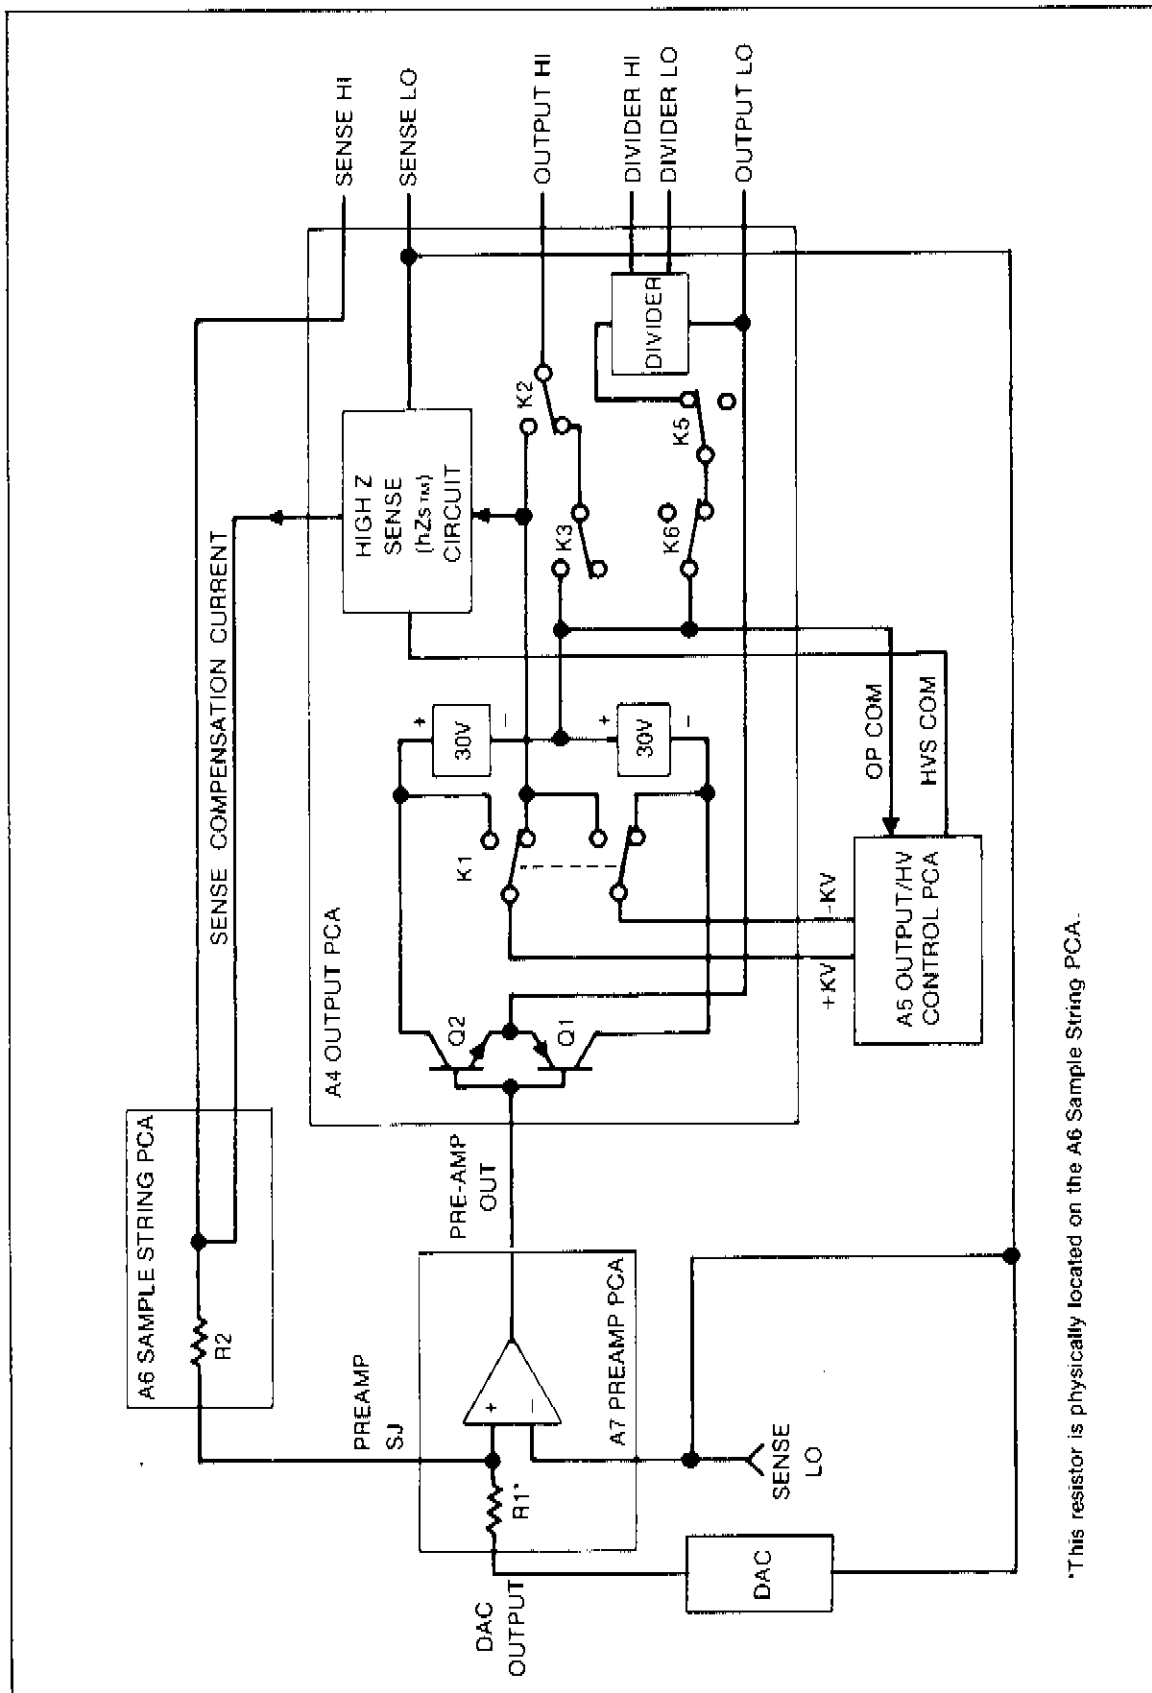 SENSE COMPENSATION CURRENT
SENSE HI
SENSE LO
OUTPUT HI
DIVIDER HI
DIVIDER LO
OUTPUT LO
A6 SAMPLE STRING PCA
R2
A4 OUTPUT PCA
HIGH Z
SENSE
(hZs™)
CIRCUIT
PREAMP
SJ
+
−
R1*
A7 PREAMP PCA
DAC
OUTPUT
DAC
SENSE
LO
PRE-AMP
OUT
Q2
Q1
K1
+
30V
−
+
30V
−
K3
K2
K6
K5
DIVIDER
+KV
-KV
OP COM
HVS COM
A5 OUTPUT/HV
CONTROL PCA
*This resistor is physically located on the A6 Sample String PCA.